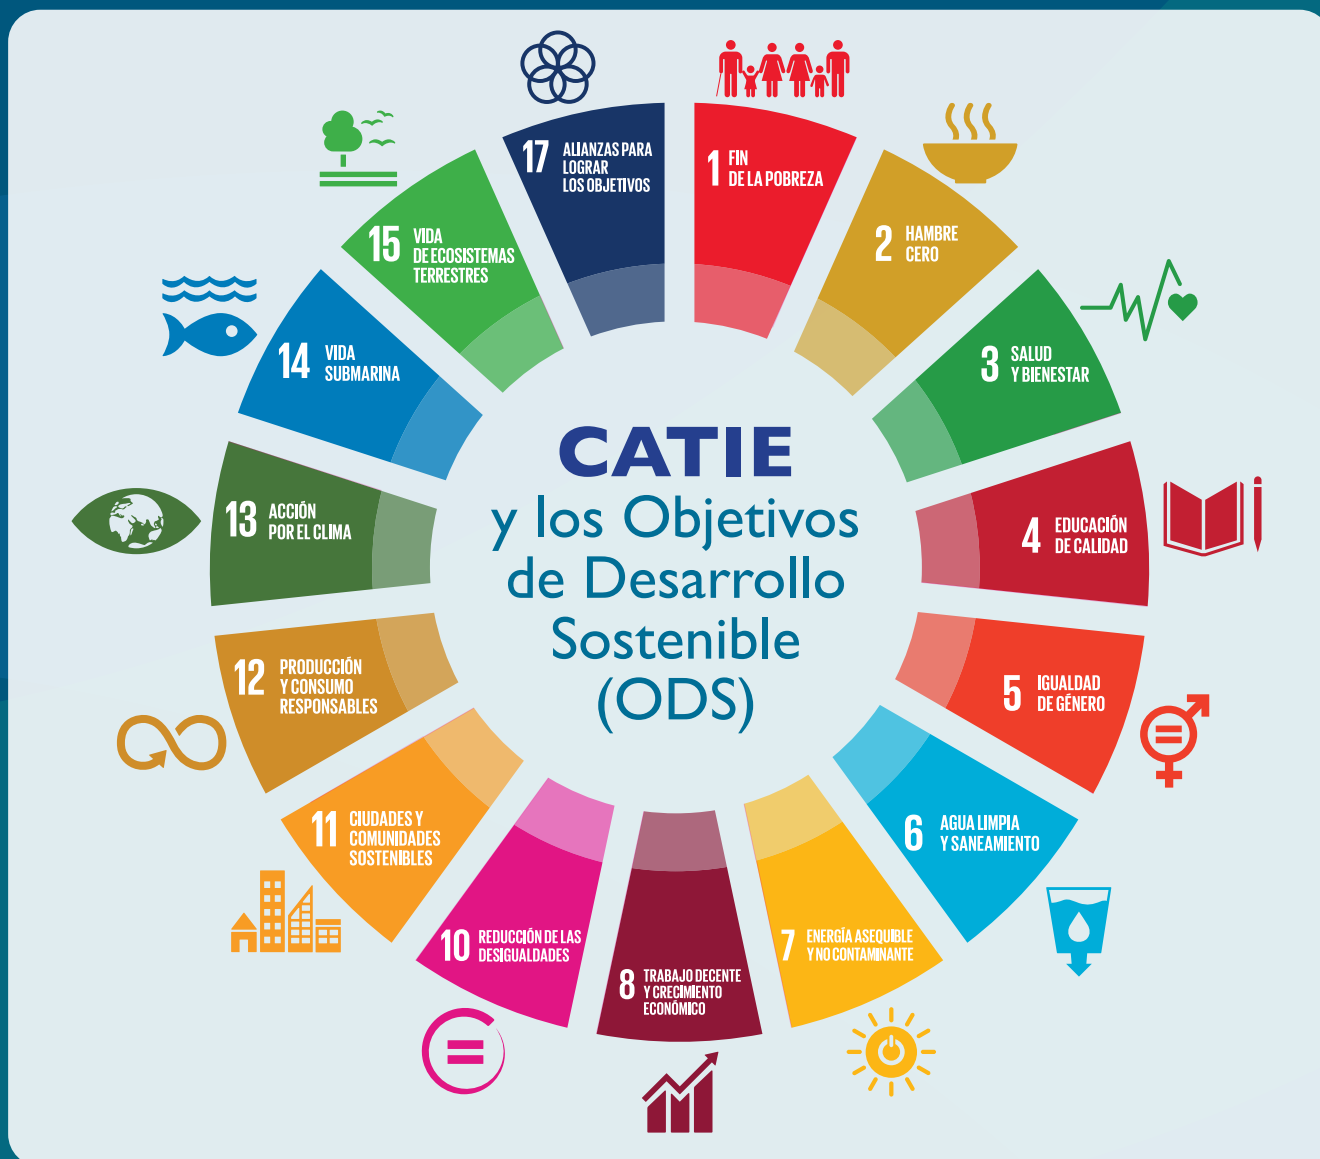 CATIE
y los Objetivos
de Desarrollo
Sostenible
(ODS)
1 FIN
DE LA POBREZA
2 HAMBRE
CERO
3 SALUD
Y BIENESTAR
4 EDUCACIÓN
DE CALIDAD
5 IGUALDAD
DE GÉNERO
6 AGUA LIMPIA
Y SANEAMIENTO
7 ENERGÍA ASEQUIBLE
Y NO CONTAMINANTE
8 TRABAJO DECENTE
Y CRECIMIENTO
ECONÓMICO
10 REDUCCIÓN DE LAS
DESIGUALDADES
11 CIUDADES Y
COMUNIDADES
SOSTENIBLES
12 PRODUCCIÓN
Y CONSUMO
RESPONSABLES
13 ACCIÓN
POR EL CLIMA
14 VIDA
SUBMARINA
15 VIDA
DE ECOSISTEMAS
TERRESTRES
17 ALIANZAS PARA
LOGRAR
LOS OBJETIVOS